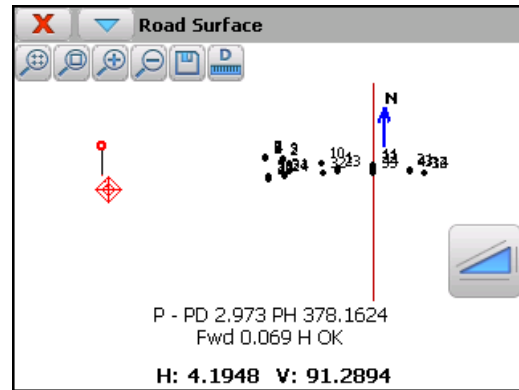 Road Surface
D
N
P - PD 2.973 PH 378.1624
Fwd 0.069 H OK
H: 4.1948 V: 91.2894